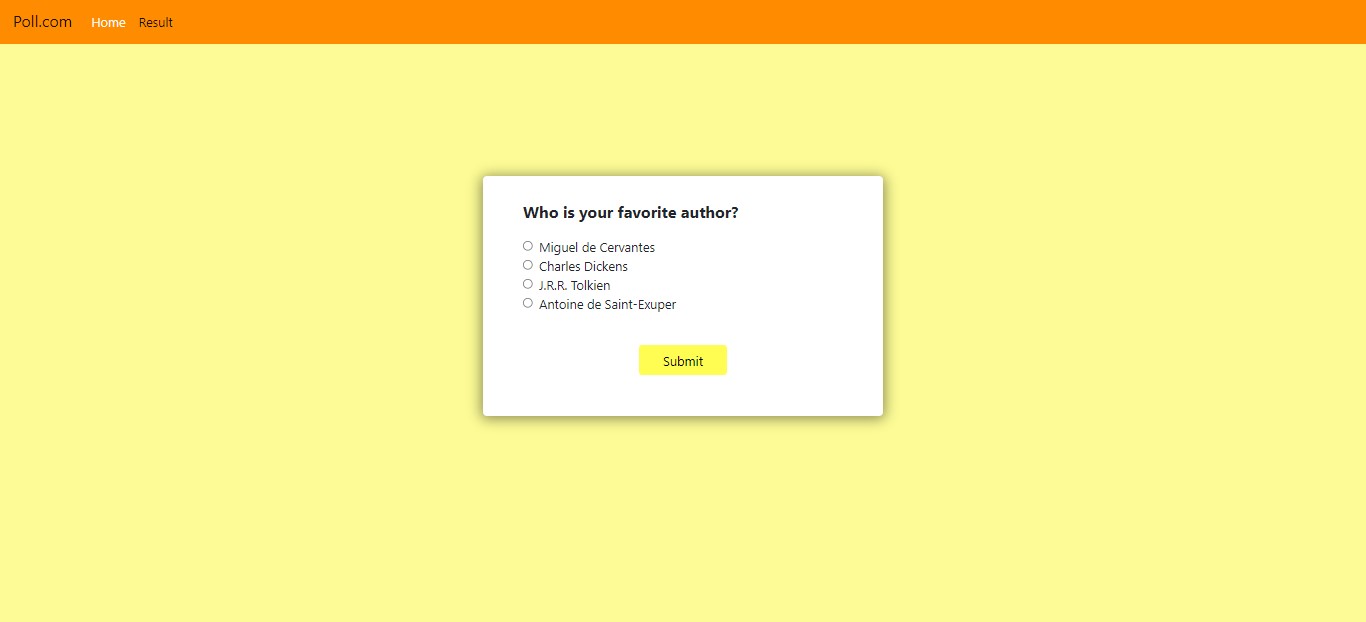 Poll.com Home Result
Who is your favorite author?
Miguel de Cervantes
Charles Dickens
J.R.R. Tolkien
Antoine de Saint-Exuper
Submit